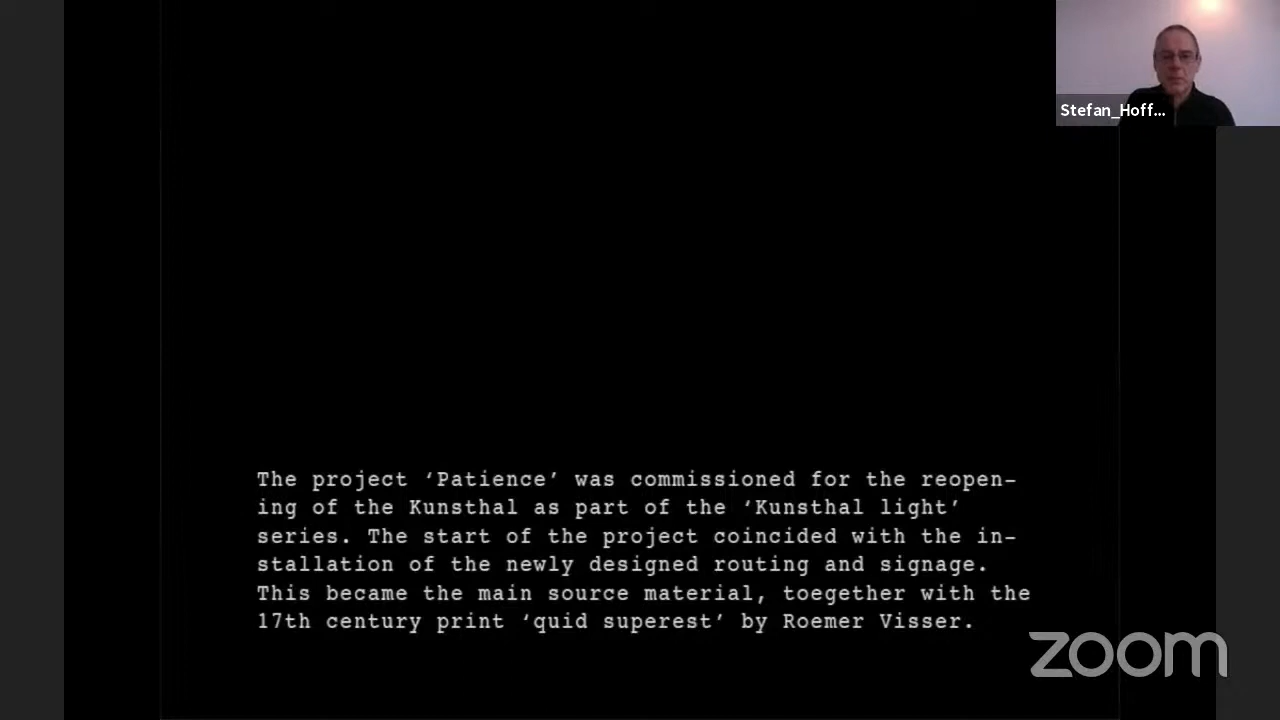 Stefan_Hoff...
The project ‘Patience’ was commissioned for the reopen-
ing of the Kunsthal as part of the ‘Kunsthal light’
series. The start of the project coincided with the in-
stallation of the newly designed routing and signage.
This became the main source material, toegether with the
17th century print ‘quid superest’ by Roemer Visser.
zoom